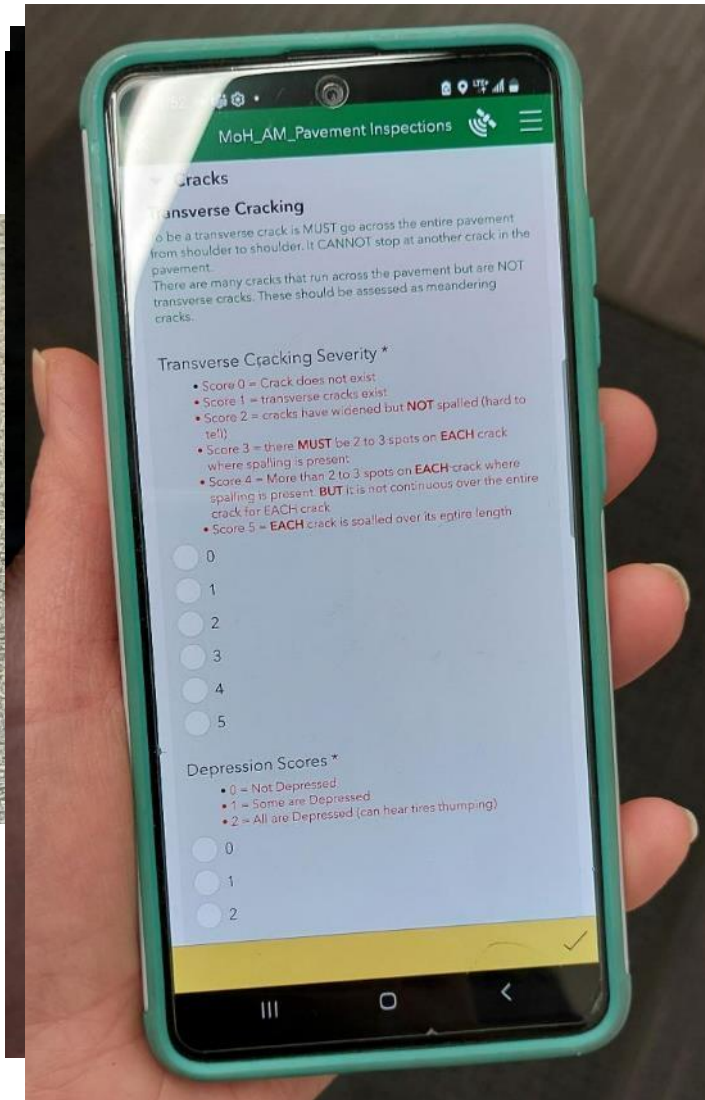 MoH_AM_Pavement Inspections
Cracks
Transverse Cracking
o be a transverse crack is MUST go across the entire pavement
from shoulder to shoulder. It CANNOT stop at another crack in the
pavement.
There are many cracks that run across the pavement but are NOT
transverse cracks. These should be assessed as meandering
cracks.
Transverse Cracking Severity *
• Score 0 = Crack does not exist
• Score 1 = transverse cracks exist
• Score 2 = cracks have widened but NOT spalled (hard to
tell)
• Score 3 = there MUST be 2 to 3 spots on EACH crack
where spalling is present
• Score 4 = More than 2 to 3 spots on EACH crack where
spalling is present BUT it is not continuous over the entire
crack for EACH crack
• Score 5 = EACH crack is spalled over its entire length
0
1
2
3
4
5
Depression Scores *
• 0 = Not Depressed
• 1 = Some are Depressed
• 2 = All are Depressed (can hear tires thumping)
0
1
2